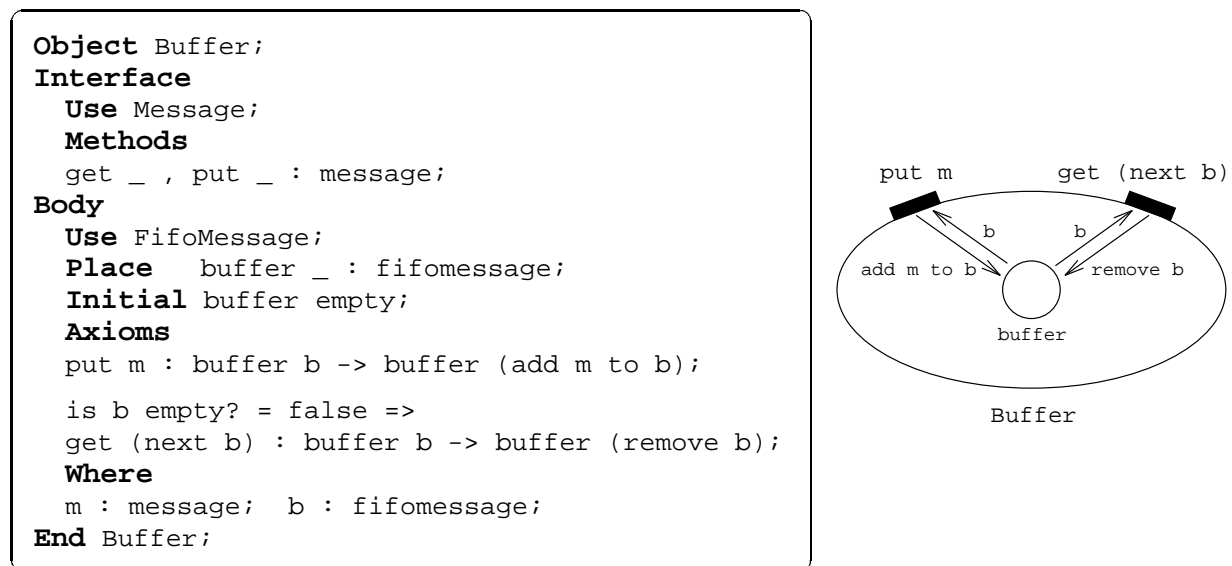 Object Buffer;
Interface
Use Message;
Methods
get _ , put _ : message;
Body
Use FifoMessage;
Place buffer _ : fifomessage;
Initial buffer empty;
Axioms
put m : buffer b -> buffer (add m to b);
is b empty? = false =>
get (next b) : buffer b -> buffer (remove b);
Where
m : message; b : fifomessage;
End Buffer;
put m
get (next b)
b
b
add m to b
remove b
buffer
Buffer